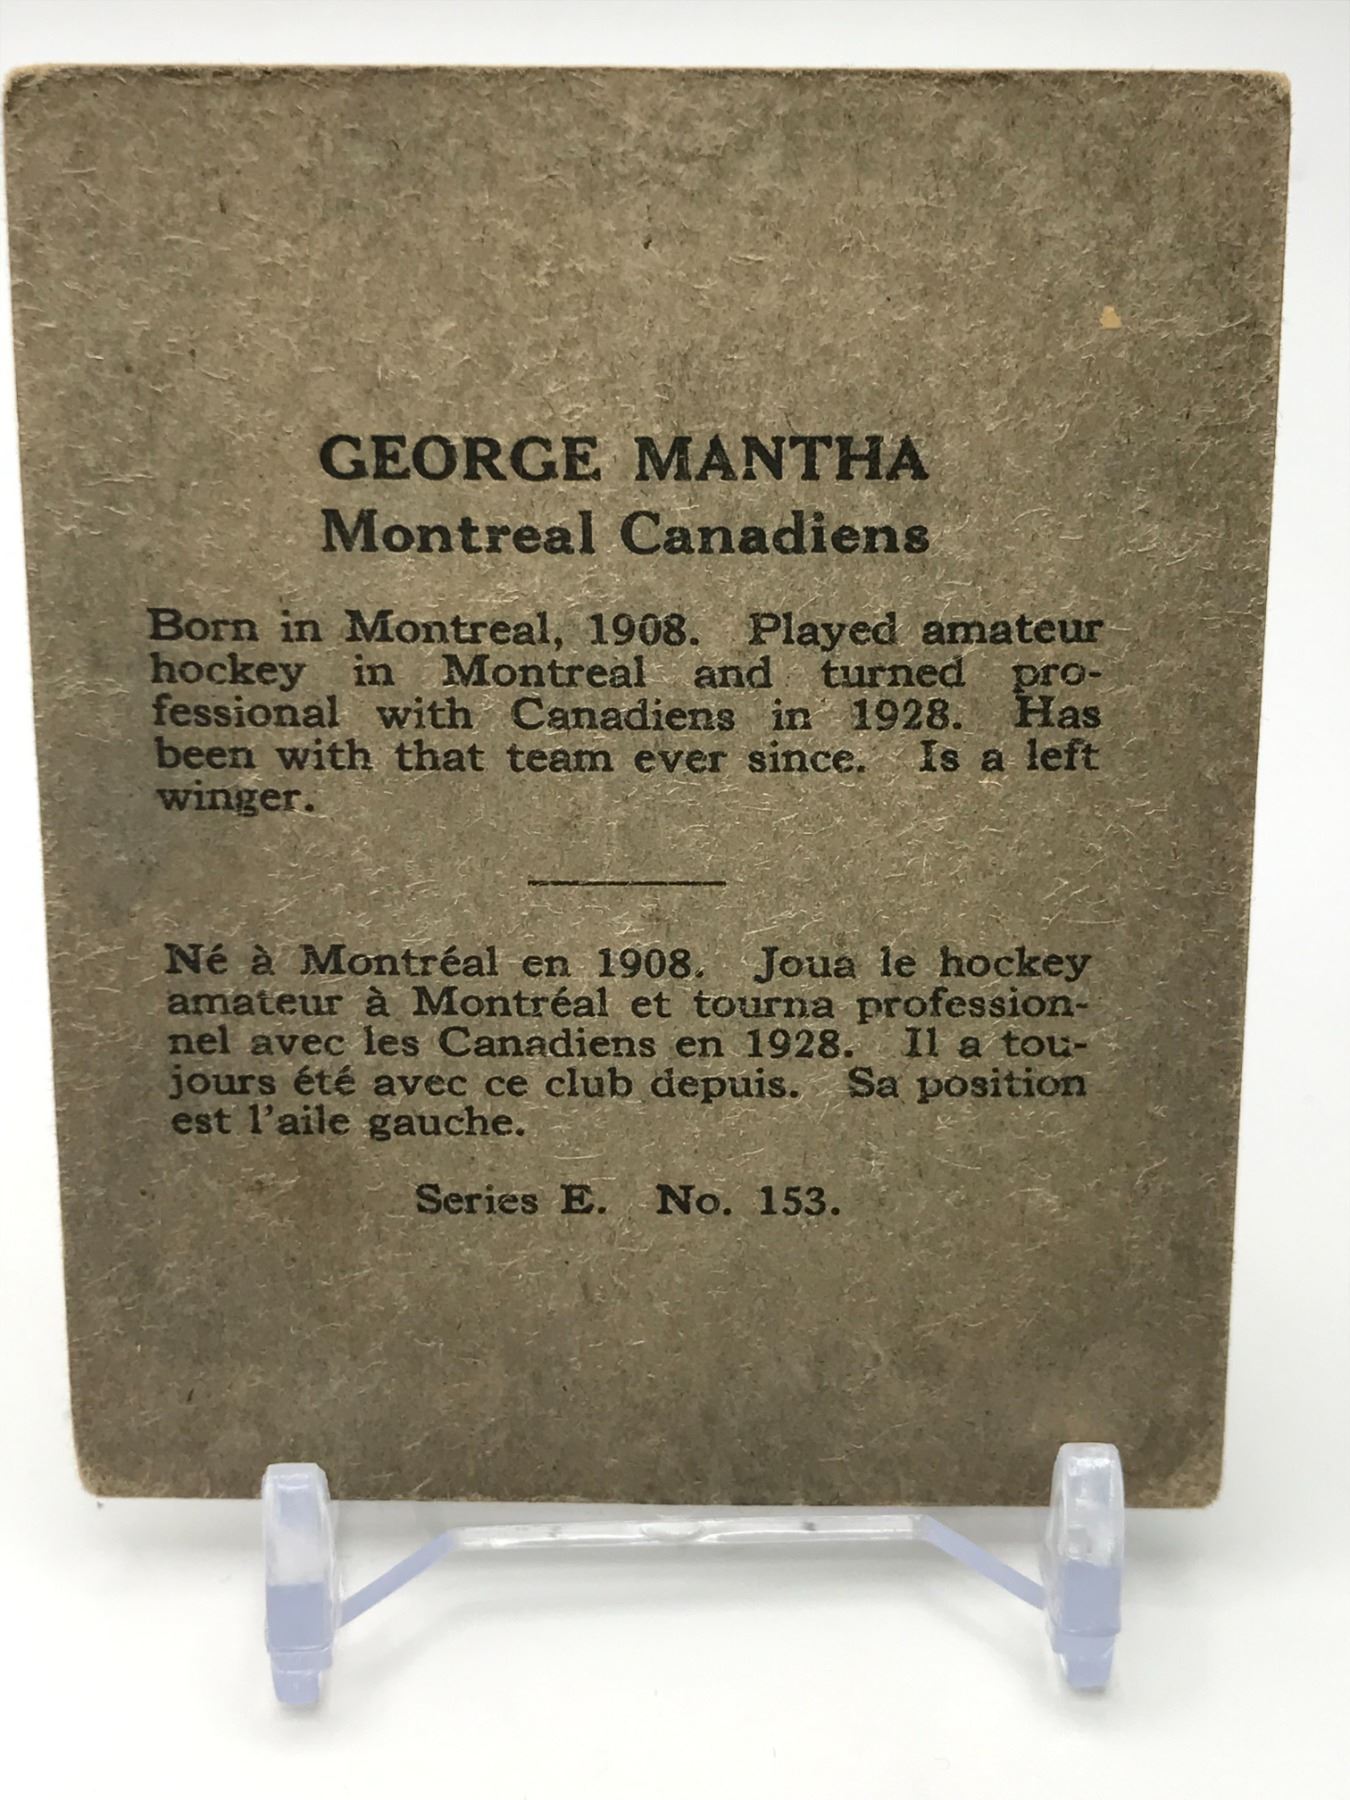 GEORGE MANTHA
Montreal Canadiens
Born in Montreal, 1908. Played amateur
hockey in Montreal and turned pro-
fessional with Canadiens in 1928. Has
been with that team ever since. Is a left
winger.
Né à Montréal en 1908. Joua le hockey
amateur à Montréal et tourna profession-
nel avec les Canadiens en 1928. Il a tou-
jours été avec ce club depuis. Sa position
est l'aile gauche.
Series E. No. 153.